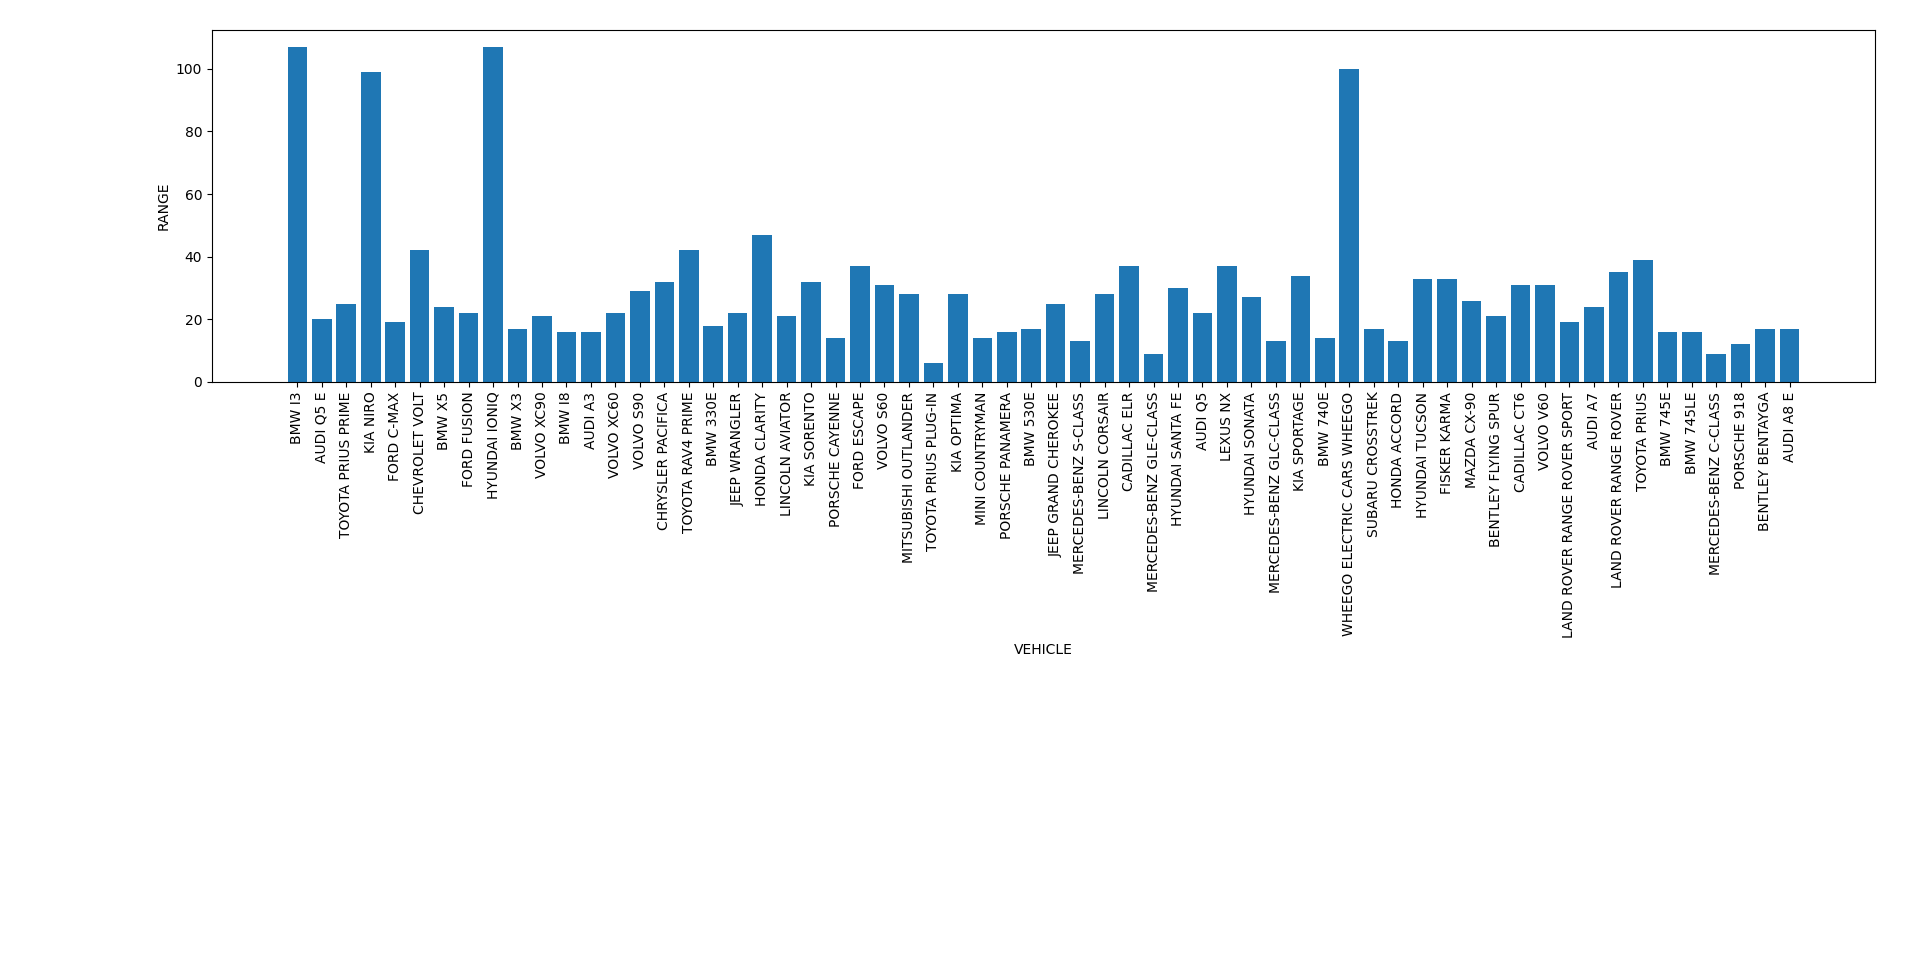 100
80
60
40
20
0
RANGE
BMW I3
AUDI Q5 E
TOYOTA PRIUS PRIME
KIA NIRO
FORD C-MAX
CHEVROLET VOLT
BMW X5
FORD FUSION
HYUNDAI IONIQ
BMW X3
VOLVO XC90
BMW I8
AUDI A3
VOLVO XC60
VOLVO S90
CHRYSLER PACIFICA
TOYOTA RAV4 PRIME
BMW 330E
JEEP WRANGLER
HONDA CLARITY
LINCOLN AVIATOR
KIA SORENTO
PORSCHE CAYENNE
FORD ESCAPE
VOLVO S60
MITSUBISHI OUTLANDER
TOYOTA PRIUS PLUG-IN
KIA OPTIMA
MINI COUNTRYMAN
PORSCHE PANAMERA
BMW 530E
JEEP GRAND CHEROKEE
MERCEDES-BENZ S-CLASS
LINCOLN CORSAIR
CADILLAC ELR
MERCEDES-BENZ GLE-CLASS
HYUNDAI SANTA FE
AUDI Q5
LEXUS NX
HYUNDAI SONATA
MERCEDES-BENZ GLC-CLASS
KIA SPORTAGE
BMW 740E
WHEEGO ELECTRIC CARS WHEEGO
SUBARU CROSSTREK
HONDA ACCORD
HYUNDAI TUCSON
FISKER KARMA
MAZDA CX-90
BENTLEY FLYING SPUR
CADILLAC CT6
VOLVO V60
LAND ROVER RANGE ROVER SPORT
AUDI A7
LAND ROVER RANGE ROVER
TOYOTA PRIUS
BMW 745E
BMW 745LE
MERCEDES-BENZ C-CLASS
PORSCHE 918
BENTLEY BENTAYGA
AUDI A8 E
VEHICLE